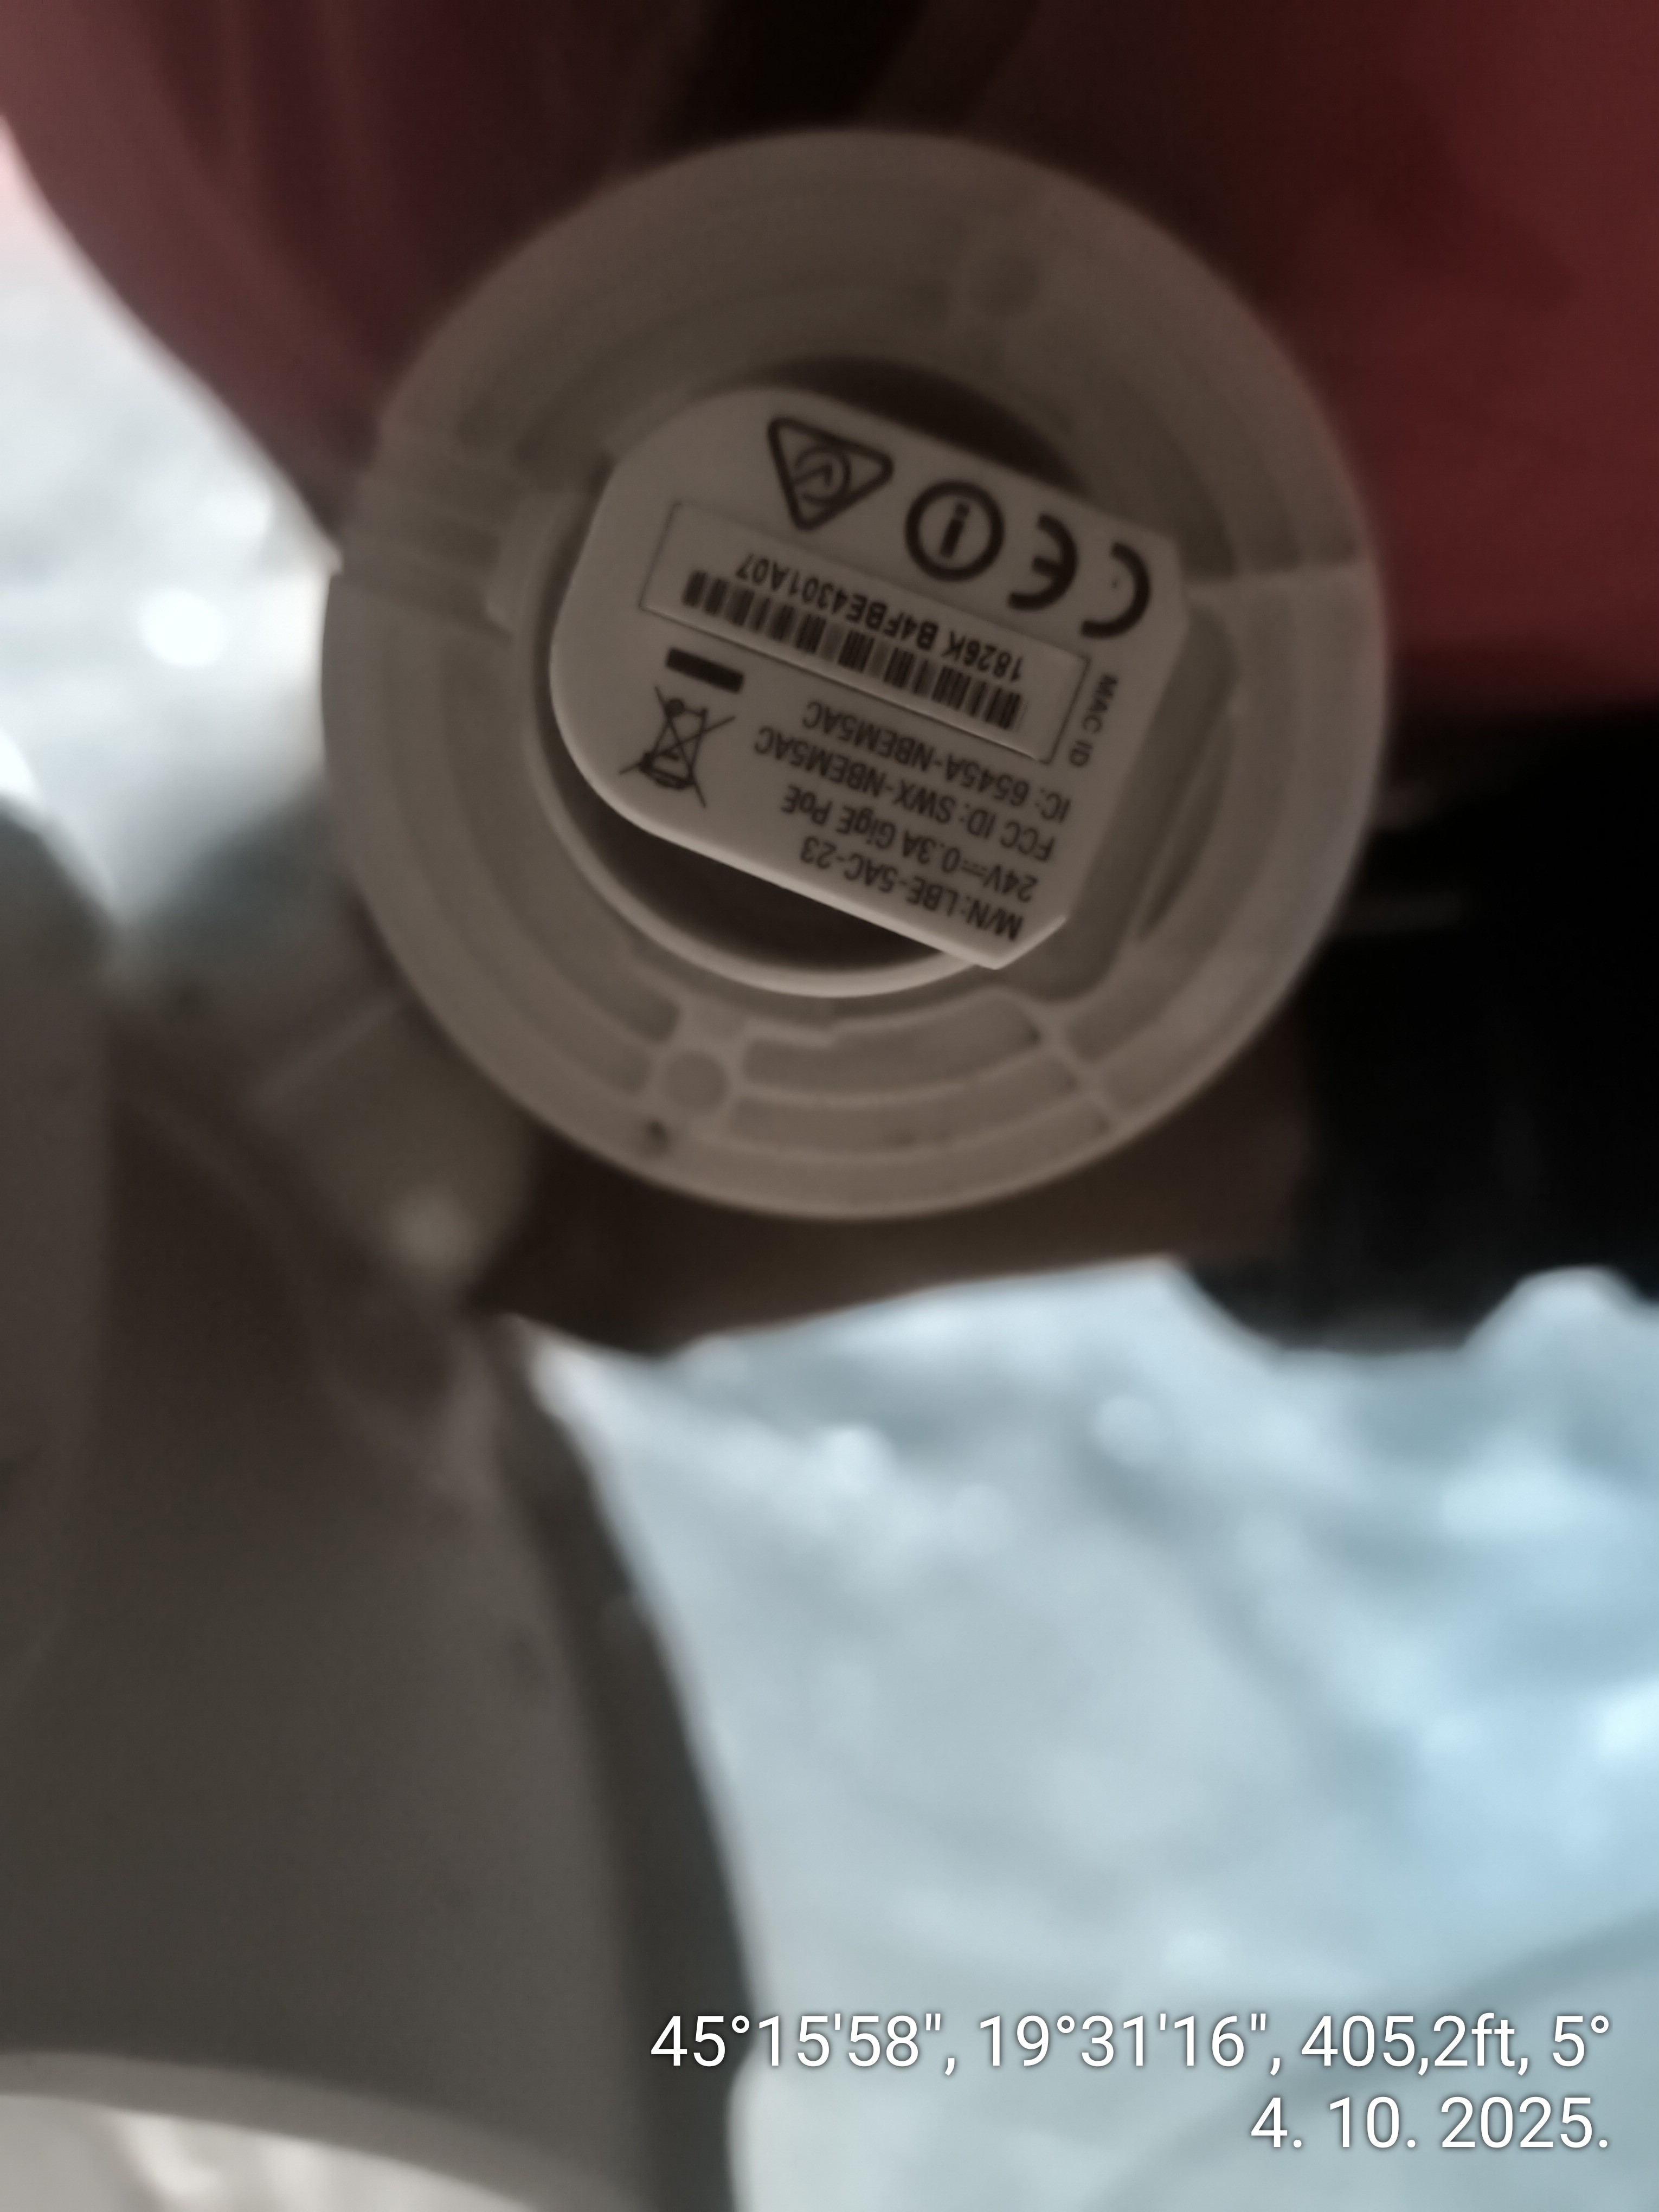 M/N: LBE-5AC-23
24V⎓0.3A GigE PoE
FCC ID: SWX-NBEM5AC
IC: 6545A-NBEM5AC
MAC ID
1826K B4FBE4301A07
CE
45°15'58", 19°31'16", 405,2ft, 5°
4. 10. 2025.